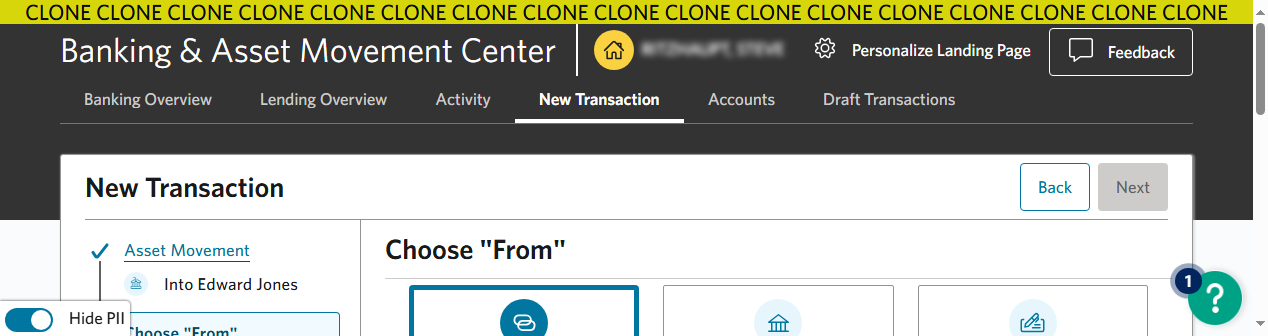 CLONE CLONE CLONE CLONE CLONE CLONE CLONE CLONE CLONE CLONE CLONE CLONE CLONE CLONE CLONE CLONE CLONE
Banking & Asset Movement Center
Personalize Landing Page
Feedback
Banking Overview
Lending Overview
Activity
New Transaction
Accounts
Draft Transactions
New Transaction
Back
Next
Asset Movement
Into Edward Jones
Choose "From"
Choose "From"
Hide PII
1
?